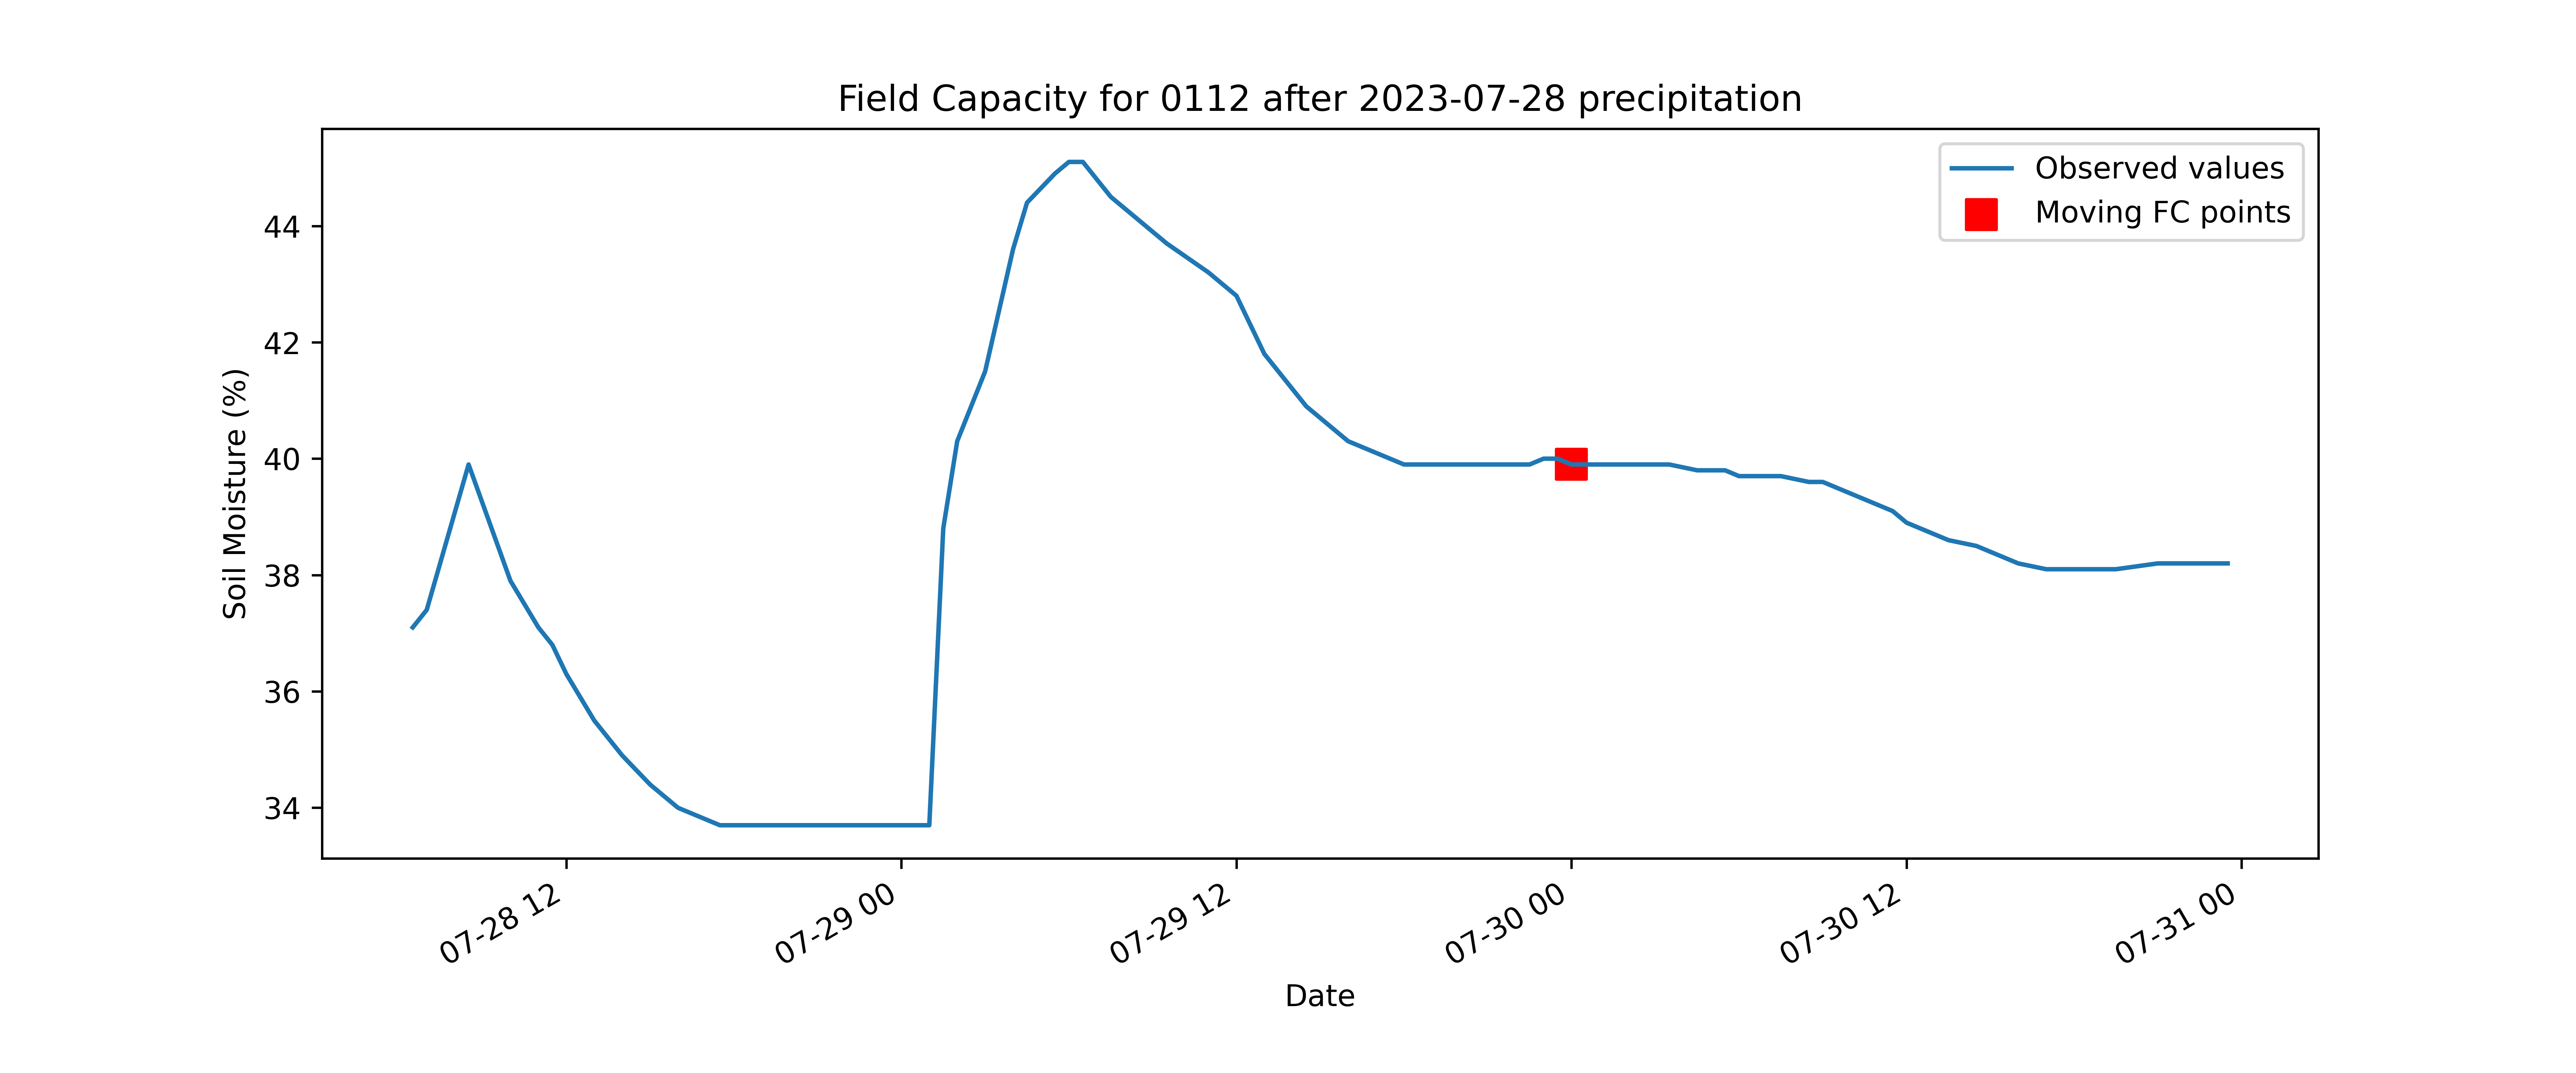 Field Capacity for 0112 after 2023-07-28 precipitation
Observed values
Moving FC points
Soil Moisture (%)
44
42
40
38
36
34
07-28 12
07-29 00
07-29 12
07-30 00
07-30 12
07-31 00
Date